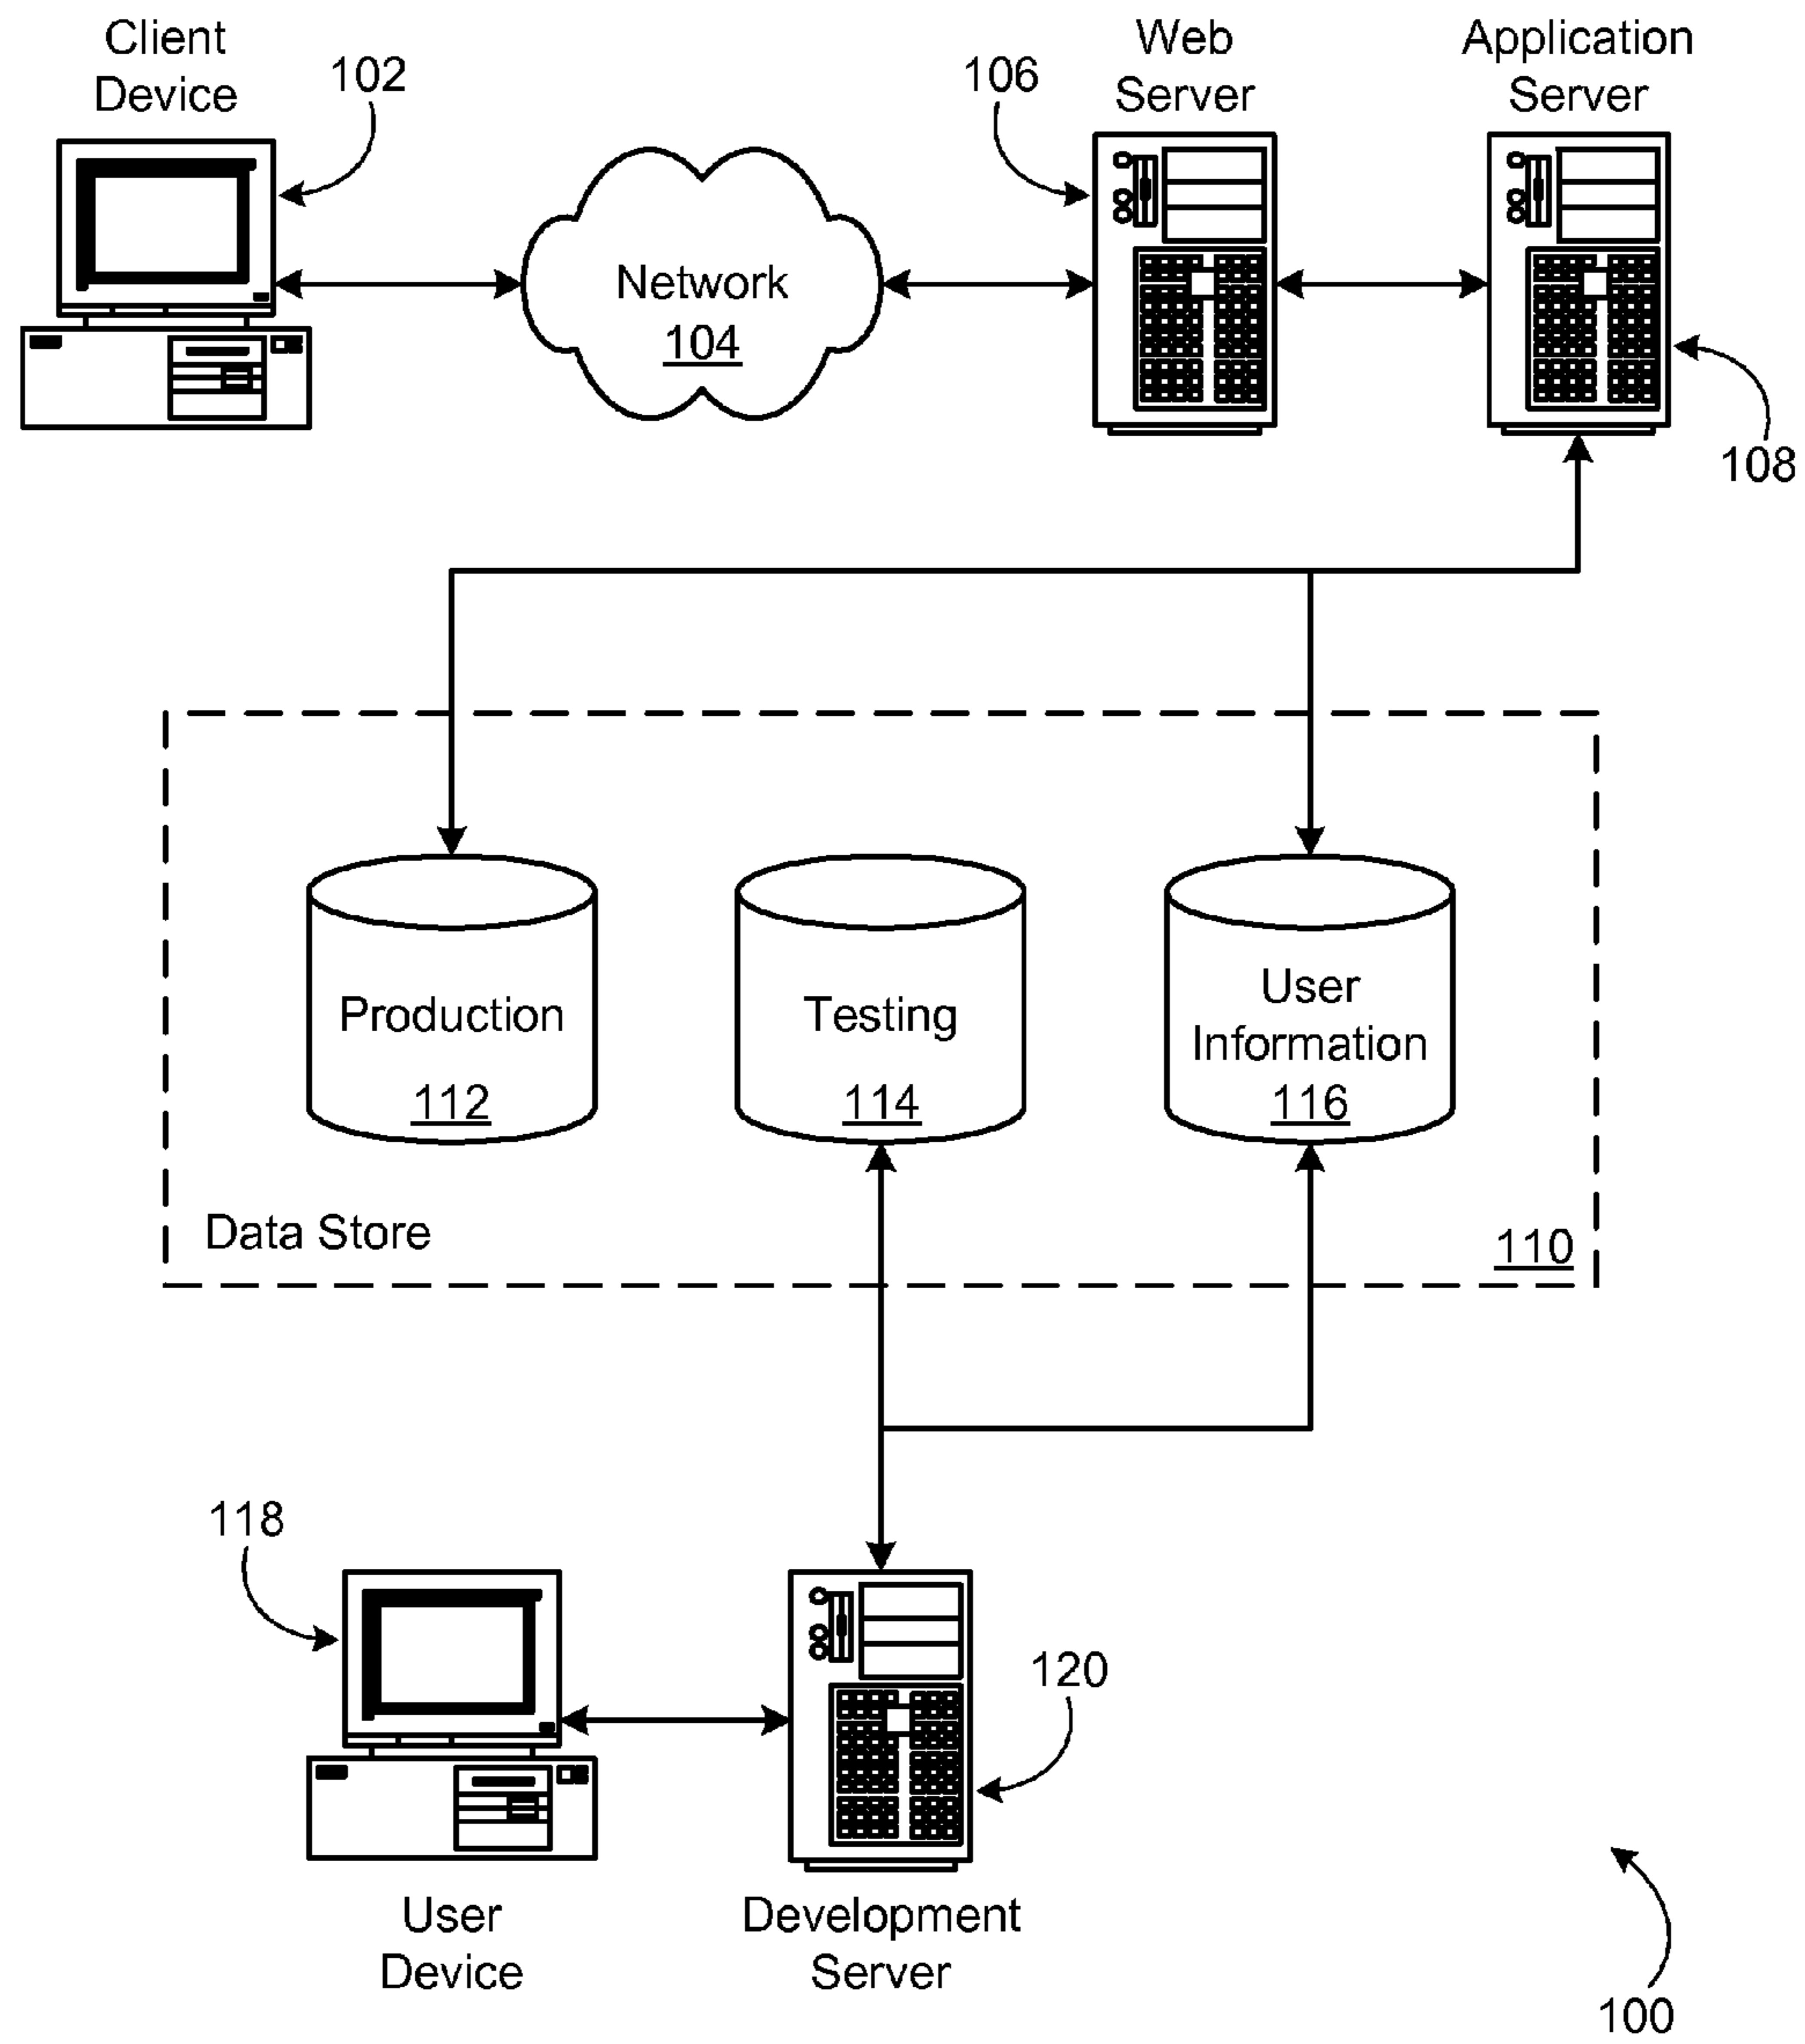 Client
Device
102
Network
104
106
Web
Server
Application
Server
108
Production
112
Testing
114
User
Information
116
Data Store
110
118
120
User
Device
Development
Server
100